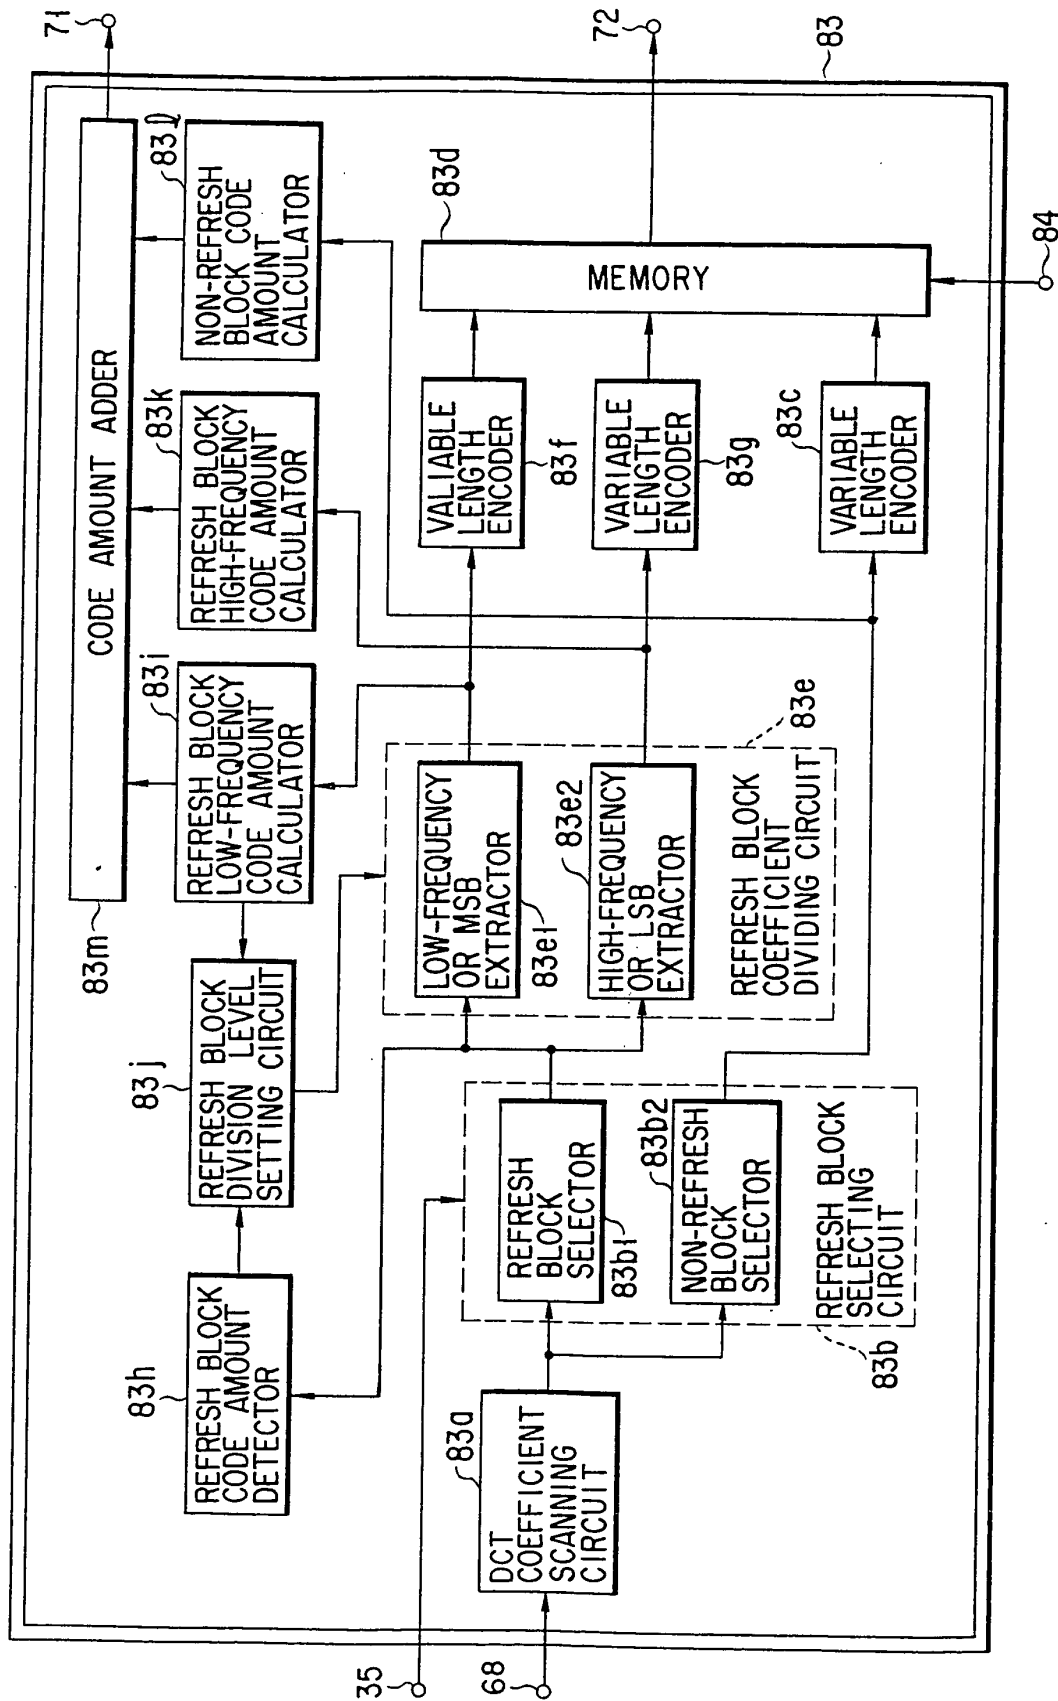 71
72
83
84
35
68
CODE AMOUNT ADDER
83m
REFRESH BLOCK
CODE AMOUNT
DETECTOR
83h
REFRESH BLOCK
DIVISION LEVEL
SETTING CIRCUIT
83j
REFRESH BLOCK
LOW-FREQUENCY
CODE AMOUNT
CALCULATOR
83i
REFRESH BLOCK
HIGH-FREQUENCY
CODE AMOUNT
CALCULATOR
83k
NON-REFRESH
BLOCK CODE
AMOUNT
CALCULATOR
83l
DCT
COEFFICIENT
SCANNING
CIRCUIT
83a
REFRESH
BLOCK
SELECTOR
83b1
NON-REFRESH
BLOCK
SELECTOR
83b2
REFRESH BLOCK
SELECTING
CIRCUIT
83b
LOW-FREQUENCY
OR MSB
EXTRACTOR
83e1
HIGH-FREQUENCY
OR LSB
EXTRACTOR
83e2
REFRESH BLOCK
COEFFICIENT
DIVIDING CIRCUIT
83e
VALIABLE
LENGTH
ENCODER
83f
VARIABLE
LENGTH
ENCODER
83g
VARIABLE
LENGTH
ENCODER
83c
MEMORY
83d